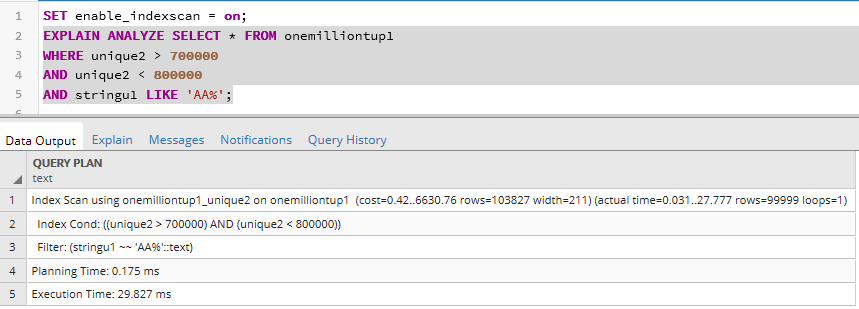 1 SET enable_indexscan = on;
2 EXPLAIN ANALYZE SELECT * FROM onemilliontup1
3 WHERE unique2 > 700000
4 AND unique2 < 800000
5 AND stringu1 LIKE 'AA%';
6
Data Output Explain Messages Notifications Query History
QUERY PLAN
text
1 Index Scan using onemilliontup1_unique2 on onemilliontup1 (cost=0.42..6630.76 rows=103827 width=211) (actual time=0.031..27.777 rows=99999 loops=1)
2 Index Cond: ((unique2 > 700000) AND (unique2 < 800000))
3 Filter: (stringu1 ~~ 'AA%'::text)
4 Planning Time: 0.175 ms
5 Execution Time: 29.827 ms